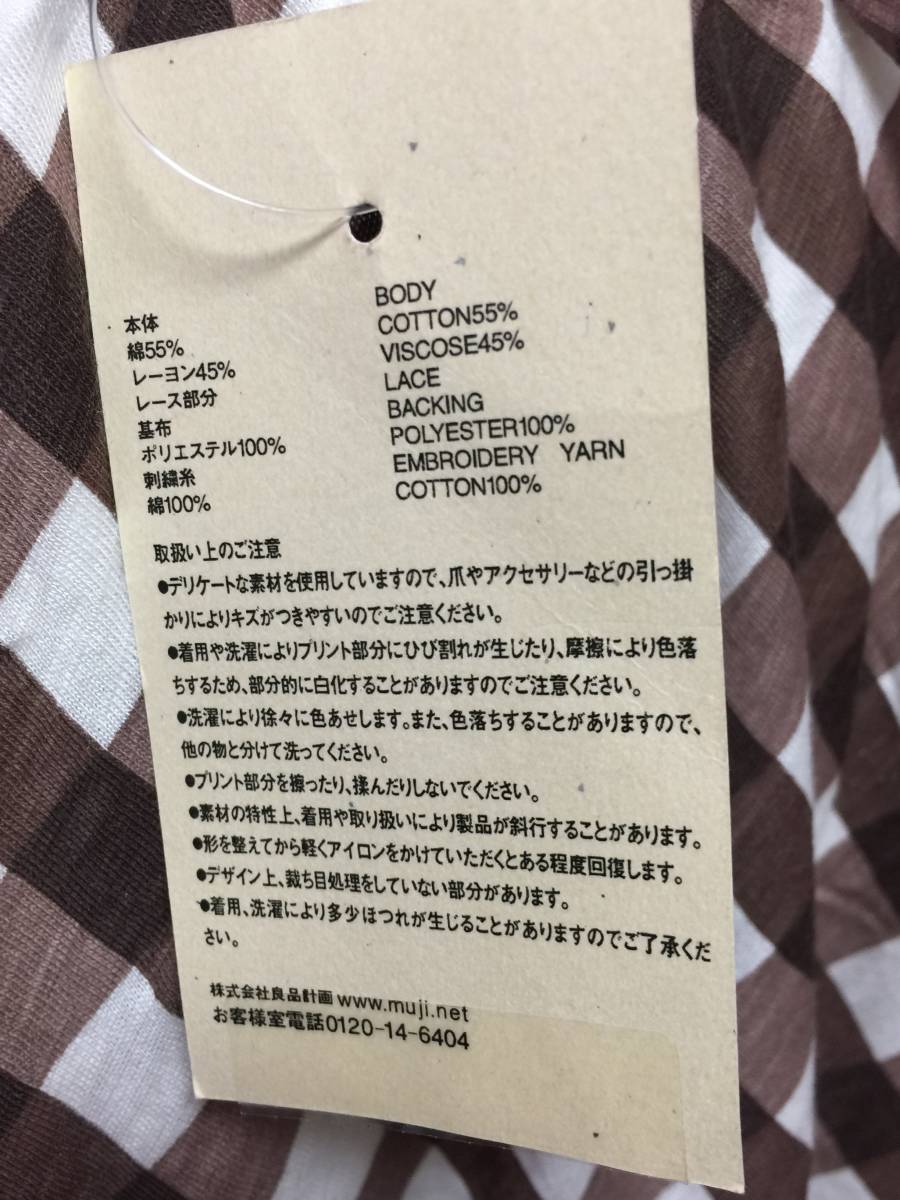 本体
綿55%
レーヨン45%
レース部分
基布
ポリエステル100%
刺繍糸
綿100%
BODY
COTTON55%
VISCOSE45%
LACE
BACKING
POLYESTER100%
EMBROIDERY YARN
COTTON100%
取扱い上のご注意
●デリケートな素材を使用していますので、爪やアクセサリーなどの引っ掛
かりによりキズがつきやすいのでご注意ください。
●着用や洗濯によりプリント部分にひび割れが生じたり、摩擦により色落
ちするため、部分的に白化することがありますのでご注意ください。
●洗濯により徐々に色あせします。また、色落ちすることがありますので、
他の物と分けて洗ってください。
●プリント部分を擦ったり、揉んだりしないでください。
●素材の特性上、着用や取り扱いにより製品が斜行することがあります。
●形を整えてから軽くアイロンをかけていただくとある程度回復します。
●デザイン上、裁ち目処理をしていない部分があります。
●着用、洗濯により多少ほつれが生じることがありますのでご了承くだ
さい。
株式会社良品計画 www.muji.net
お客様室電話0120-14-6404